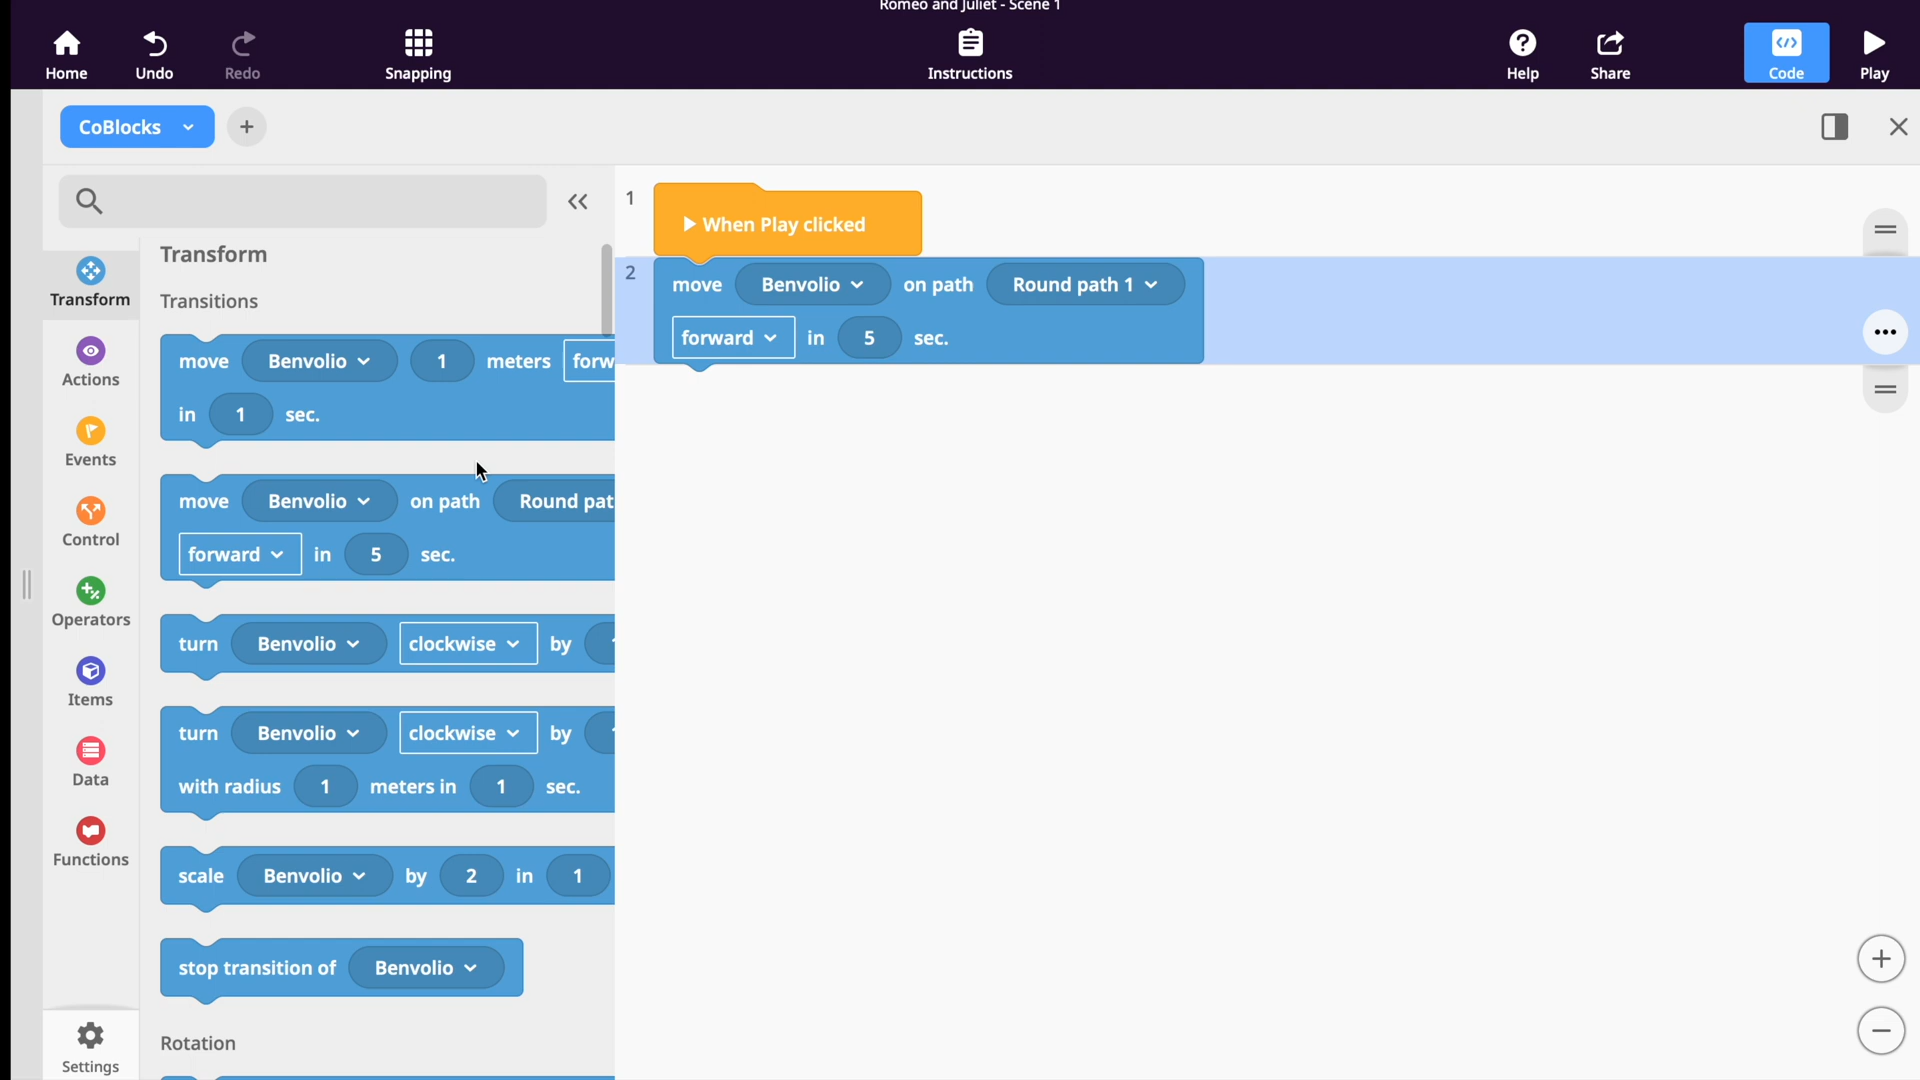 Romeo and Juliet - Scene 1
Home
Undo
Redo
Snapping
Instructions
Help
Share
Code
Play
CoBlocks
Transform
Actions
Events
Control
Operators
Items
Data
Functions
Settings
Transform
Transitions
move Benvolio 1 meters forw
in 1 sec.
move Benvolio on path Round pat
forward in 5 sec.
turn Benvolio clockwise by
turn Benvolio clockwise by
with radius 1 meters in 1 sec.
scale Benvolio by 2 in 1
stop transition of Benvolio
Rotation
1
When Play clicked
2
move Benvolio on path Round path 1
forward in 5 sec.